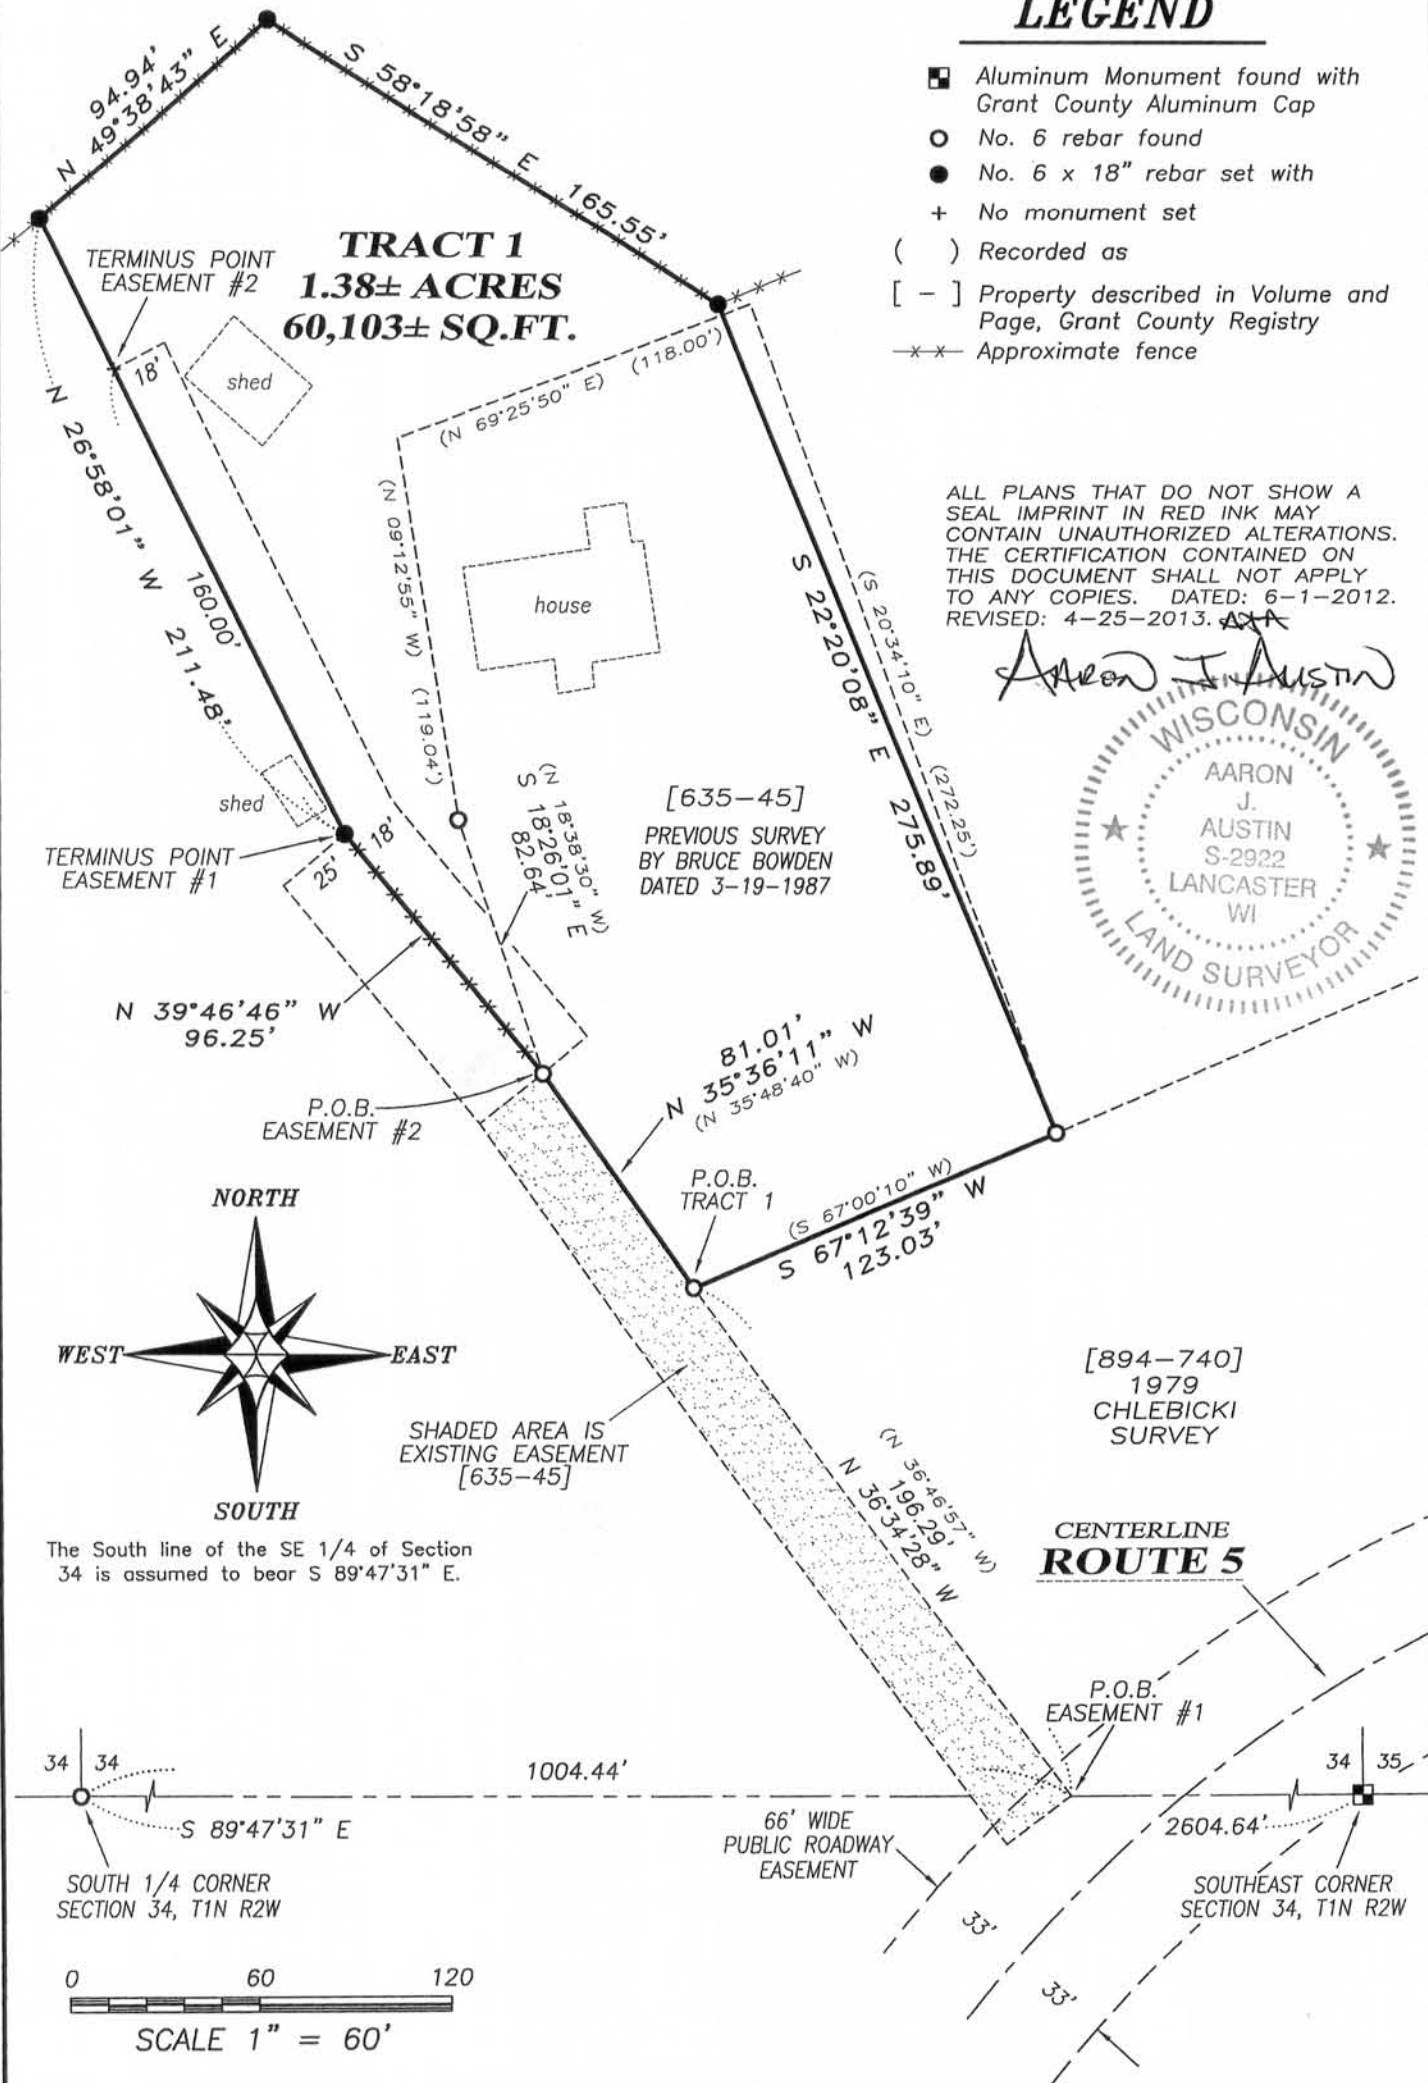 LEGEND
Aluminum Monument found with
Grant County Aluminum Cap
No. 6 rebar found
No. 6 x 18" rebar set with
+ No monument set
( ) Recorded as
[ - ] Property described in Volume and
Page, Grant County Registry
x-x Approximate fence
94.94'
N 49°38'43" E
S 58°18'58" E 165.55'
TRACT 1
1.38± ACRES
60,103± SQ.FT.
TERMINUS POINT
EASEMENT #2
18'
shed
(N 69°25'50" E) (118.00')
N 26°58'01" W 211.48'
160.00'
(N 09°12'55" W) (119.04')
house
S 22°20'08" E 275.89'
(S 20°34'10" E) (272.25')
ALL PLANS THAT DO NOT SHOW A
SEAL IMPRINT IN RED INK MAY
CONTAIN UNAUTHORIZED ALTERATIONS.
THE CERTIFICATION CONTAINED ON
THIS DOCUMENT SHALL NOT APPLY
TO ANY COPIES. DATED: 6-1-2012.
REVISED: 4-25-2013. AJA
AARON J. AUSTIN
WISCONSIN
AARON
J.
AUSTIN
S-2922
LANCASTER
WI
LAND SURVEYOR
shed
TERMINUS POINT
EASEMENT #1
18'
25'
(N 18°38'30" W)
S 18°26'01" E
82.64'
[635-45]
PREVIOUS SURVEY
BY BRUCE BOWDEN
DATED 3-19-1987
N 39°46'46" W
96.25'
81.01'
N 35°36'11" W
(N 35°48'40" W)
P.O.B.
EASEMENT #2
P.O.B.
TRACT 1
(S 67°00'10" W)
S 67°12'39" W
123.03'
NORTH
WEST
EAST
SOUTH
The South line of the SE 1/4 of Section
34 is assumed to bear S 89°47'31" E.
SHADED AREA IS
EXISTING EASEMENT
[635-45]
[894-740]
1979
CHLEBICKI
SURVEY
(N 36°46'57" W)
196.29'
N 36°34'28" W
CENTERLINE
ROUTE 5
P.O.B.
EASEMENT #1
34 34
1004.44'
34 35
S 89°47'31" E
2604.64'
SOUTH 1/4 CORNER
SECTION 34, T1N R2W
66' WIDE
PUBLIC ROADWAY
EASEMENT
SOUTHEAST CORNER
SECTION 34, T1N R2W
33'
33'
0 60 120
SCALE 1" = 60'